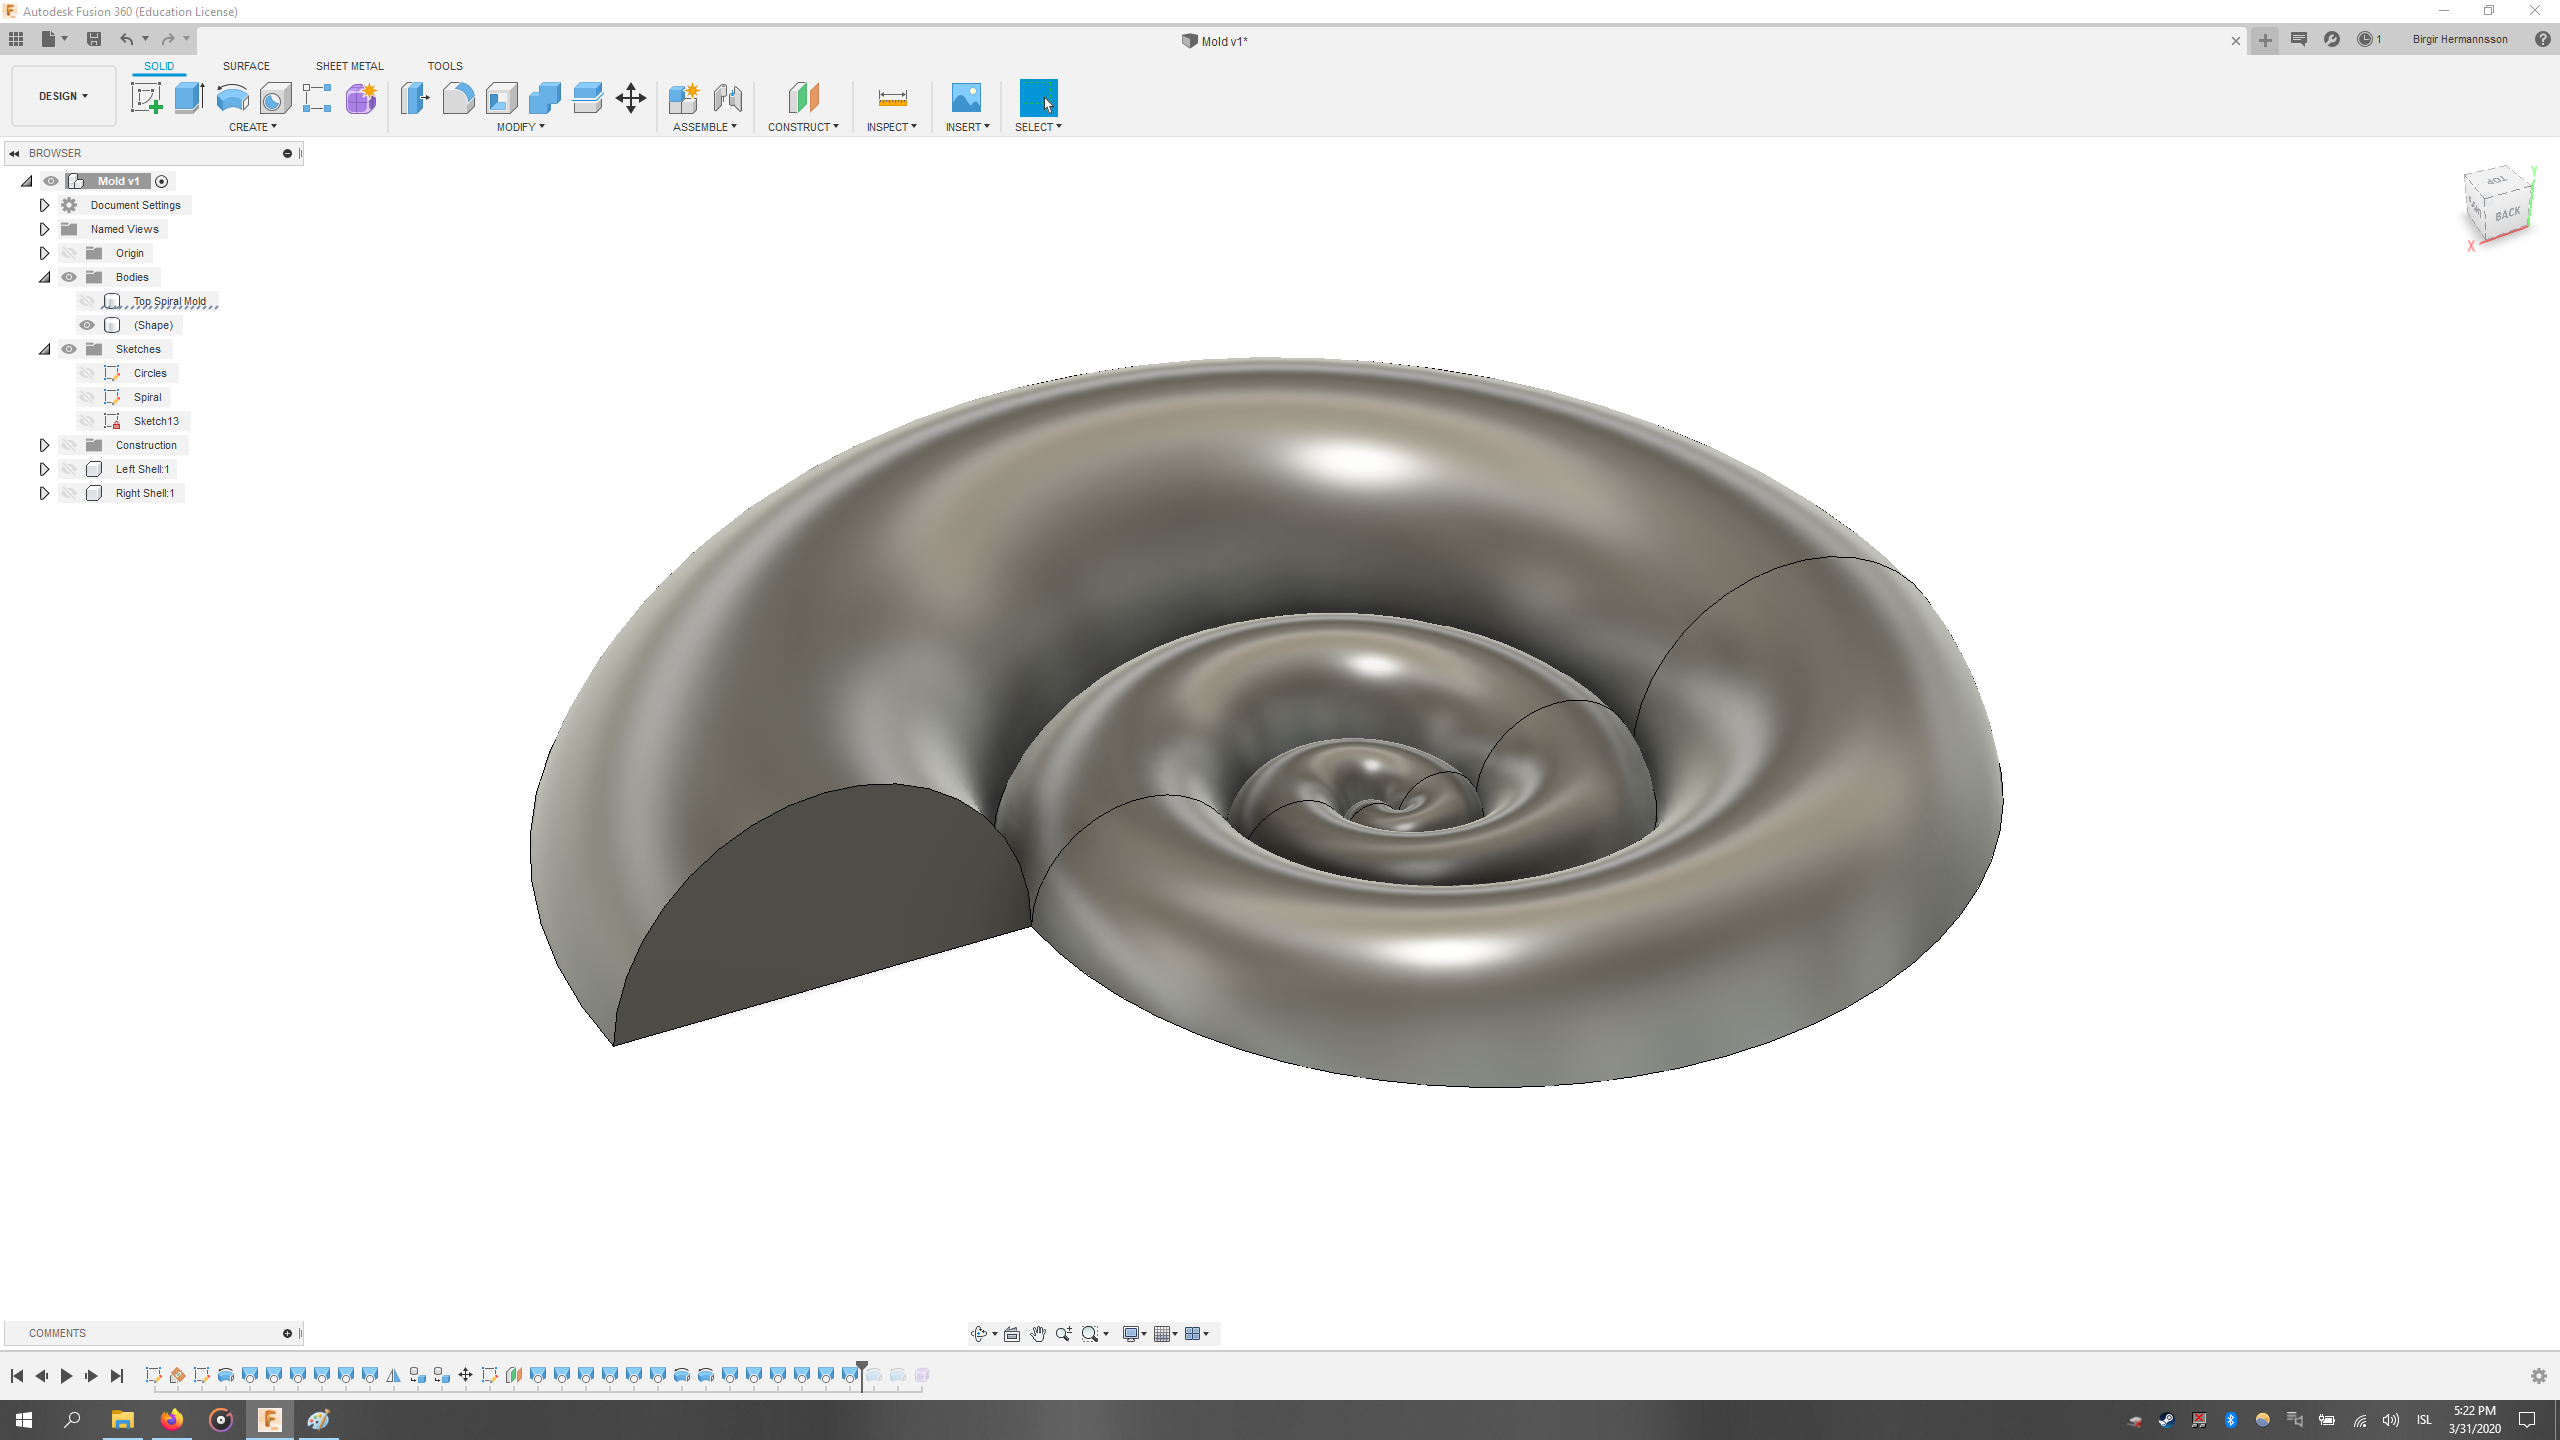 Autodesk Fusion 360 (Education License)
Mold v1*
1
Birgir Hermannsson
DESIGN
SOLID
SURFACE
SHEET METAL
TOOLS
CREATE
MODIFY
ASSEMBLE
CONSTRUCT
INSPECT
INSERT
SELECT
BROWSER
Mold v1
Document Settings
Named Views
Origin
Bodies
Top Spiral Mold
(Shape)
Sketches
Circles
Spiral
Sketch13
Construction
Left Shell:1
Right Shell:1
TOP
BACK
LEFT
Y
X
COMMENTS
ISL
5:22 PM
3/31/2020